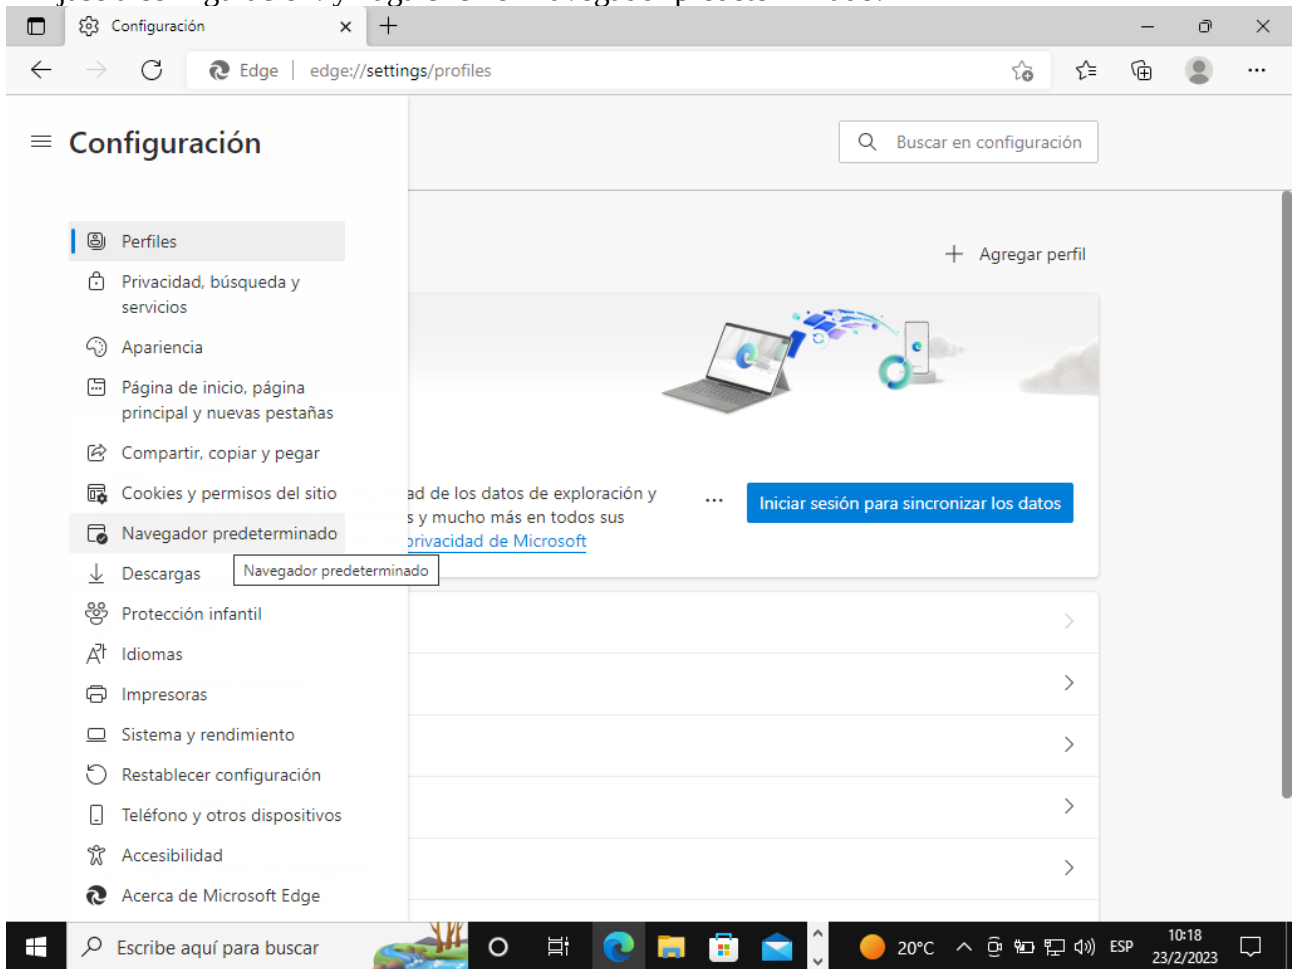 Configuración
Edge | edge://settings/profiles
Configuración
Buscar en configuración
Perfiles
Agregar perfil
Privacidad, búsqueda y
servicios
Apariencia
Página de inicio, página
principal y nuevas pestañas
Compartir, copiar y pegar
Cookies y permisos del sitio
ad de los datos de exploración y
s y mucho más en todos sus
privacidad de Microsoft
Iniciar sesión para sincronizar los datos
Navegador predeterminado
Navegador predeterminado
Descargas
Protección infantil
Idiomas
Impresoras
Sistema y rendimiento
Restablecer configuración
Teléfono y otros dispositivos
Accesibilidad
Acerca de Microsoft Edge
Escribe aquí para buscar
20°C
ESP
10:18
23/2/2023